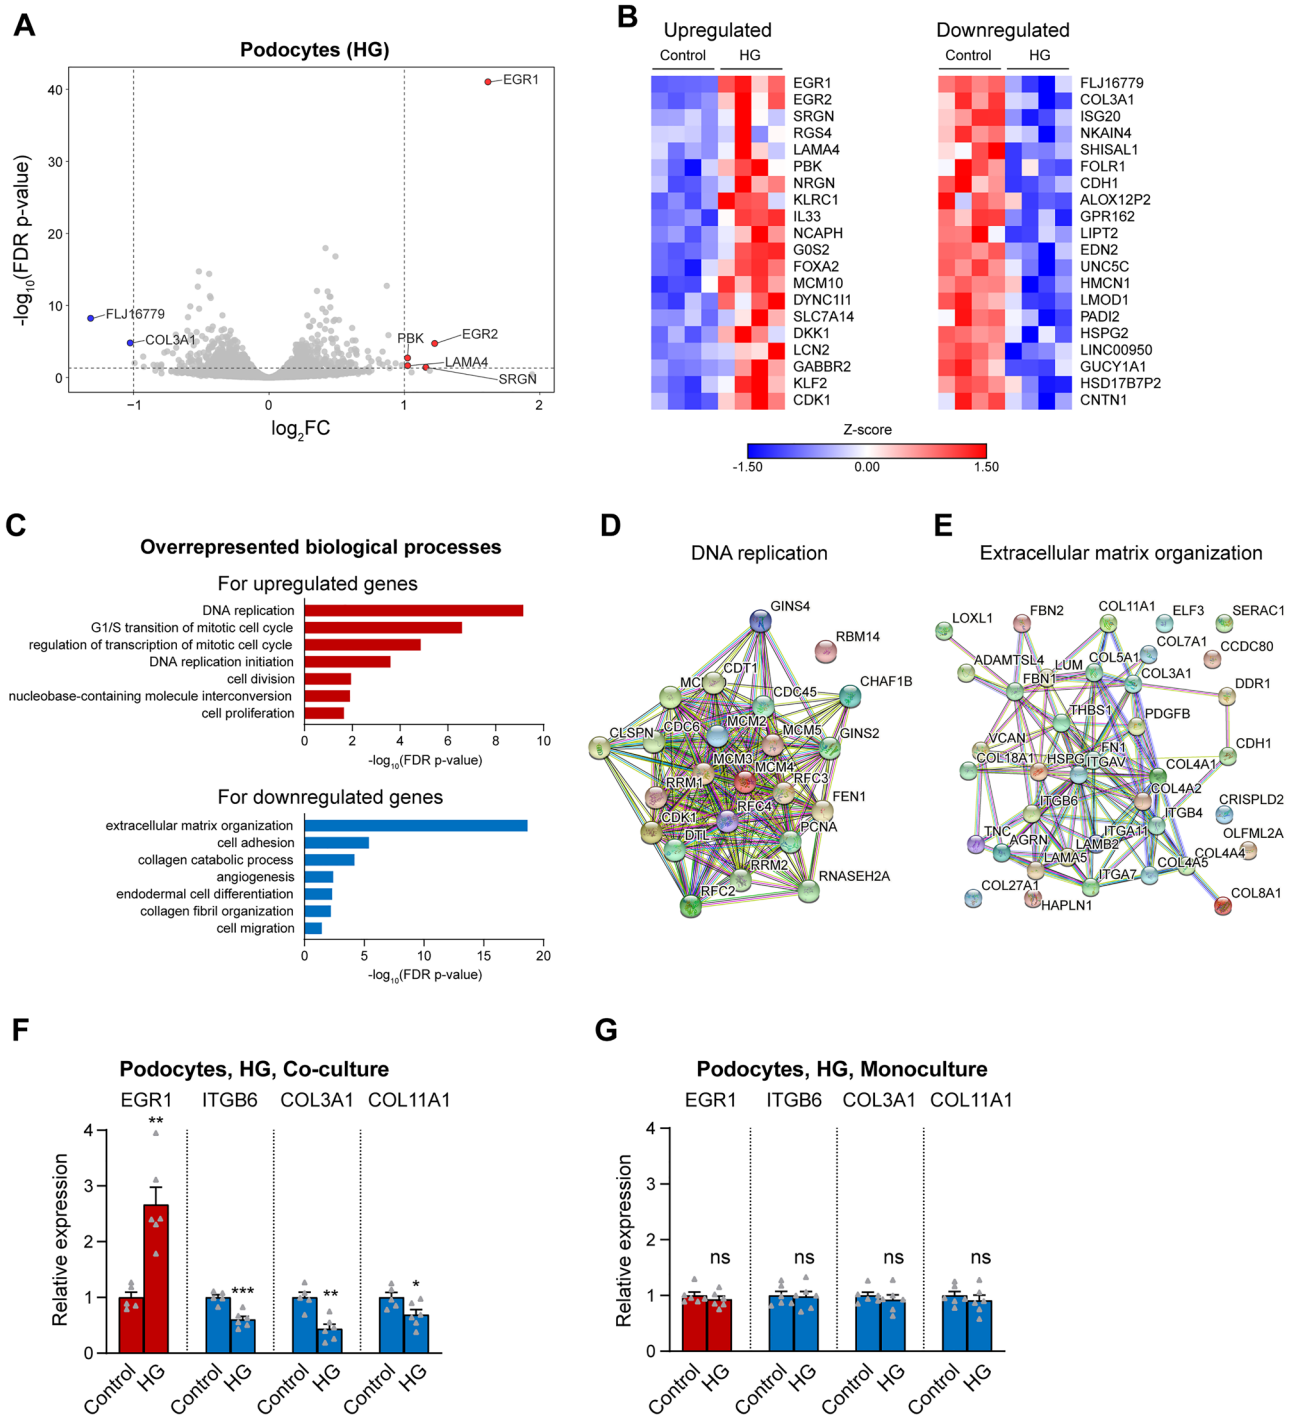 A
Podocytes (HG)
-log10(FDR p-value)
40
30
20
10
0
−1
0
1
2
log2FC
EGR1
FLJ16779
COL3A1
PBK
EGR2
LAMA4
SRGN
B
Upregulated
Control
HG
EGR1
EGR2
SRGN
RGS4
LAMA4
PBK
NRGN
KLRC1
IL33
NCAPH
G0S2
FOXA2
MCM10
DYNC1I1
SLC7A14
DKK1
LCN2
GABBR2
KLF2
CDK1
Downregulated
Control
HG
FLJ16779
COL3A1
ISG20
NKAIN4
SHISAL1
FOLR1
CDH1
ALOX12P2
GPR162
LIPT2
EDN2
UNC5C
HMCN1
LMOD1
PADI2
HSPG2
LINC00950
GUCY1A1
HSD17B7P2
CNTN1
Z-score
-1.50
0.00
1.50
C
Overrepresented biological processes
For upregulated genes
DNA replication
G1/S transition of mitotic cell cycle
regulation of transcription of mitotic cell cycle
DNA replication initiation
cell division
nucleobase-containing molecule interconversion
cell proliferation
0 2 4 6 8 10
-log10(FDR p-value)
For downregulated genes
extracellular matrix organization
cell adhesion
collagen catabolic process
angiogenesis
endodermal cell differentiation
collagen fibril organization
cell migration
0 5 10 15 20
-log10(FDR p-value)
D
DNA replication
GINS4
RBM14
CDT1
CHAF1B
CDC45
CLSPN
CDC6
MCM2
MCM5
GINS2
MCM3
MCM4
RRM1
RFC3
FEN1
RFC4
CDK1
DTL
PCNA
RRM2
RNASEH2A
RFC2
E
Extracellular matrix organization
LOXL1
FBN2
COL11A1
ELF3
SERAC1
COL7A1
CCDC80
ADAMTSL4
LUM
COL5A1
FBN1
COL3A1
DDR1
THBS1
PDGFB
VCAN
FN1
CDH1
COL18A1
HSPG
ITGAV
COL4A1
COL4A2
CRISPLD2
ITGB6
ITGB4
OLFML2A
TNC
AGRN
ITGA11
LAMB2
COL4A4
LAMA5
COL4A5
ITGA7
COL27A1
HAPLN1
COL8A1
F
Podocytes, HG, Co-culture
EGR1 ITGB6 COL3A1 COL11A1
Relative expression
4
3
2
1
0
**
***
**
*
Control HG Control HG Control HG Control HG
G
Podocytes, HG, Monoculture
EGR1 ITGB6 COL3A1 COL11A1
Relative expression
4
3
2
1
0
ns ns ns ns
Control HG Control HG Control HG Control HG